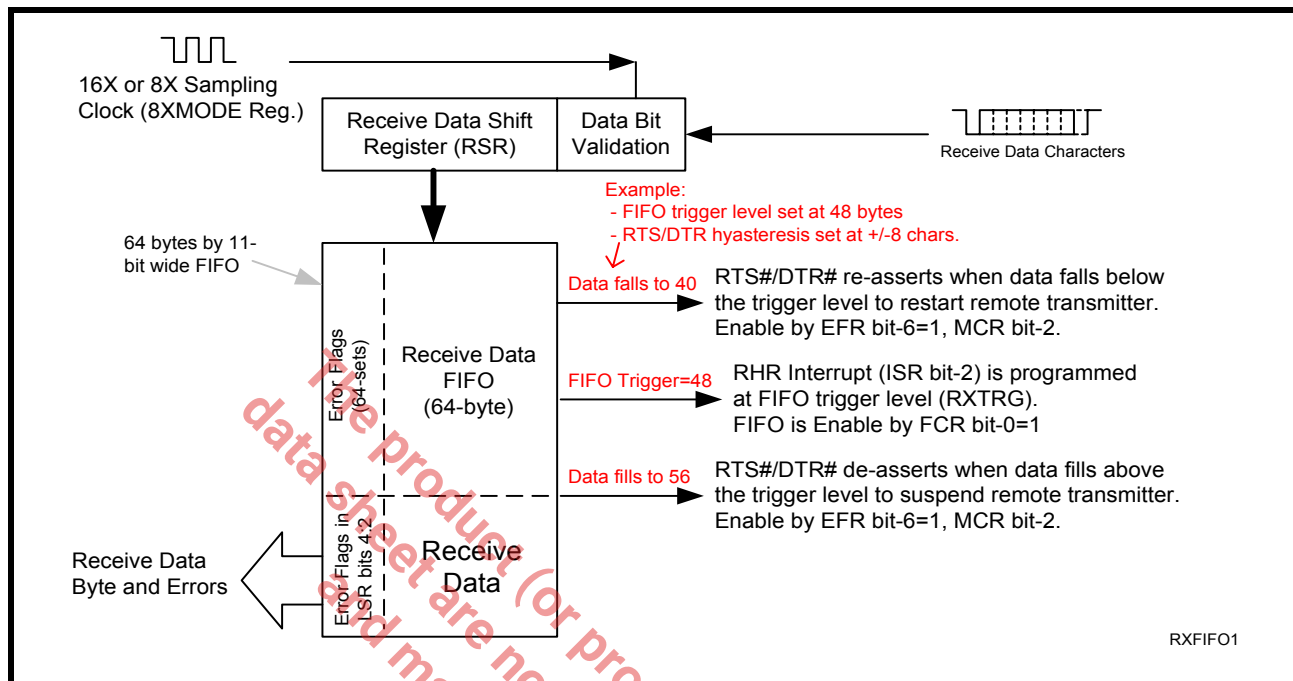 16X or 8X Sampling
Clock (8XMODE Reg.)
Receive Data Shift
Register (RSR)
Data Bit
Validation
Receive Data Characters
Example:
- FIFO trigger level set at 48 bytes
- RTS/DTR hyasteresis set at +/-8 chars.
64 bytes by 11-
bit wide FIFO
Data falls to 40
RTS#/DTR# re-asserts when data falls below
the trigger level to restart remote transmitter.
Enable by EFR bit-6=1, MCR bit-2.
Error Flags
(64-sets)
Receive Data
FIFO
(64-byte)
FIFO Trigger=48
RHR Interrupt (ISR bit-2) is programmed
at FIFO trigger level (RXTRG).
FIFO is Enable by FCR bit-0=1
Data fills to 56
RTS#/DTR# de-asserts when data fills above
the trigger level to suspend remote transmitter.
Enable by EFR bit-6=1, MCR bit-2.
Error Flags in
LSR bits 4:2
Receive
Data
Receive Data
Byte and Errors
RXFIFO1
The product (or pro
data sheet are no
and m